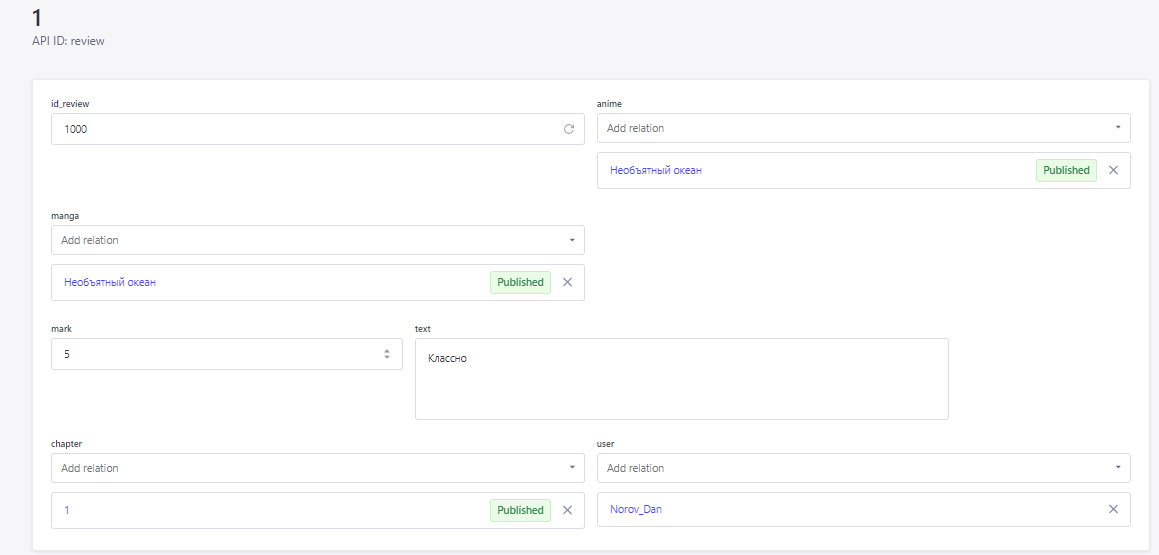 1
API ID: review
id_review
1000
anime
Add relation
Необъятный океан
Published
manga
Add relation
Необъятный океан
Published
mark
5
text
Классно
chapter
Add relation
1
Published
user
Add relation
Norov_Dan